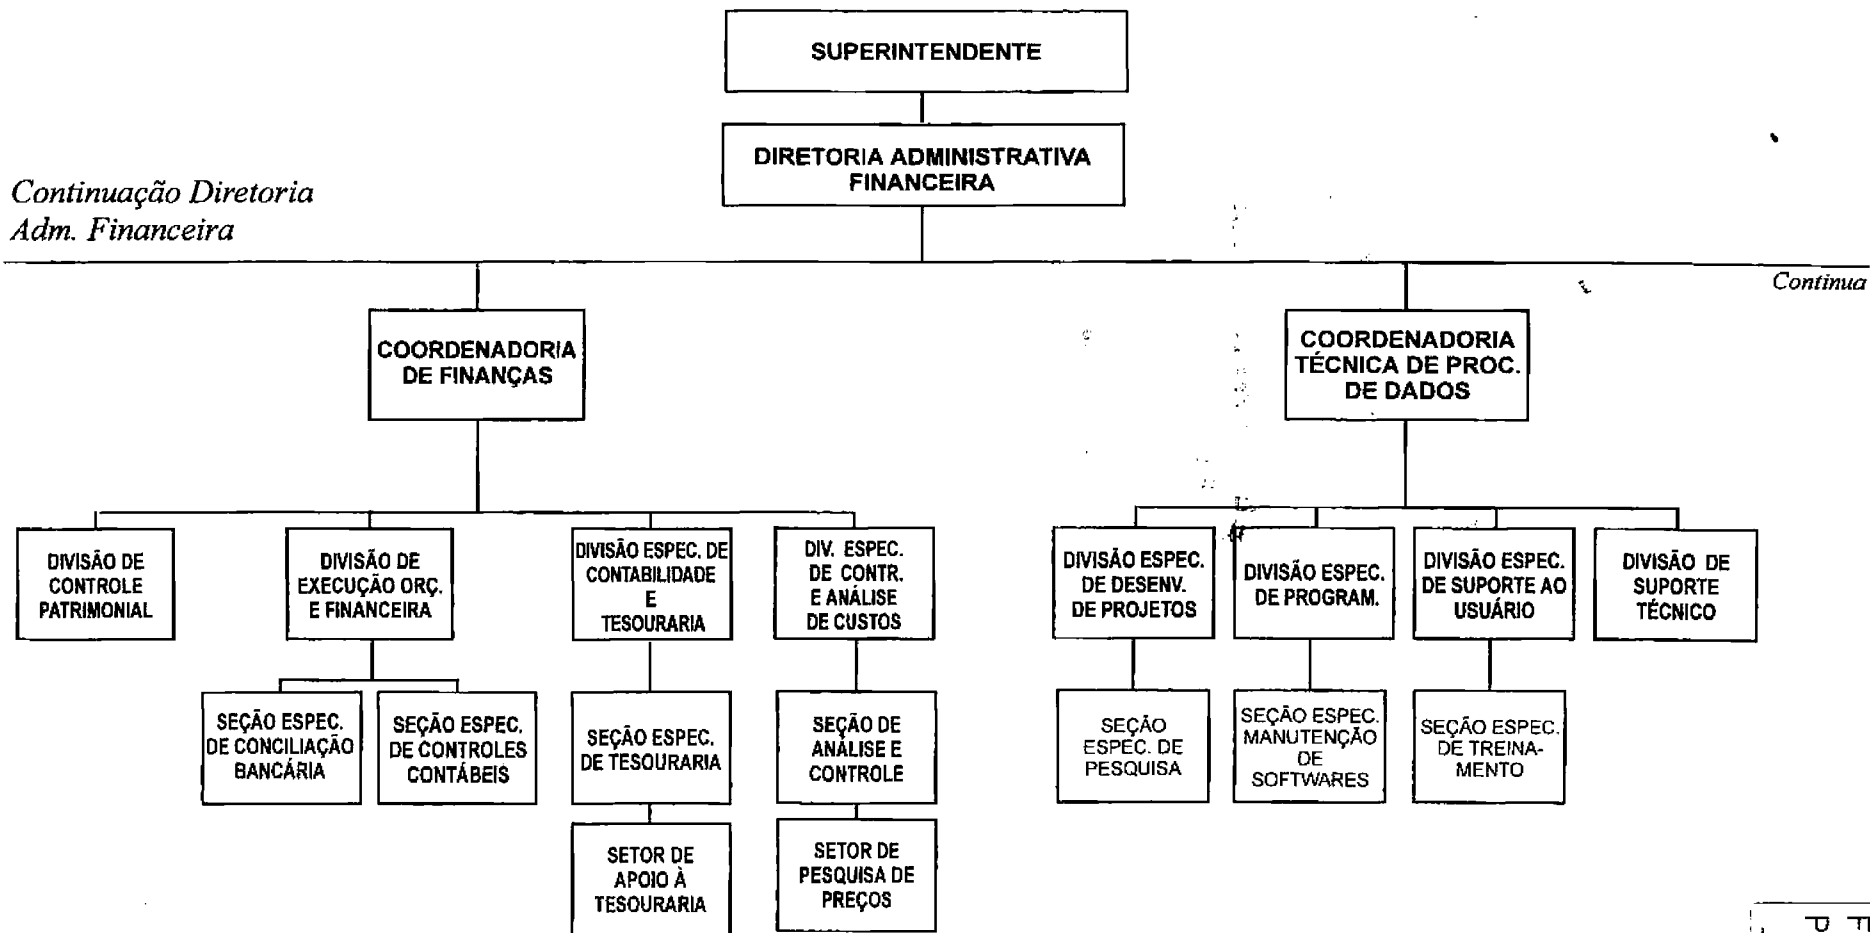 SUPERINTENDENTE
DIRETORIA ADMINISTRATIVA
FINANCEIRA
Continuação Diretoria
Adm. Financeira
Continua
COORDENADORIA
DE FINANÇAS
COORDENADORIA
TÉCNICA DE PROC.
DE DADOS
DIVISÃO DE
CONTROLE
PATRIMONIAL
DIVISÃO DE
EXECUÇÃO ORÇ.
E FINANCEIRA
DIVISÃO ESPEC. DE
CONTABILIDADE
E
TESOURARIA
DIV. ESPEC.
DE CONTR.
E ANÁLISE
DE CUSTOS
DIVISÃO ESPEC.
DE DESENV.
DE PROJETOS
DIVISÃO ESPEC.
DE PROGRAM.
DIVISÃO ESPEC.
DE SUPORTE AO
USUÁRIO
DIVISÃO DE
SUPORTE
TÉCNICO
SEÇÃO ESPEC.
DE CONCILIAÇÃO
BANCÁRIA
SEÇÃO ESPEC.
DE CONTROLES
CONTÁBEIS
SEÇÃO ESPEC.
DE TESOURARIA
SEÇÃO DE
ANÁLISE E
CONTROLE
SEÇÃO
ESPEC. DE
PESQUISA
SEÇÃO ESPEC.
MANUTENÇÃO
DE
SOFTWARES
SEÇÃO ESPEC.
DE TREINA-
MENTO
SETOR DE
APOIO À
TESOURARIA
SETOR DE
PESQUISA DE
PREÇOS